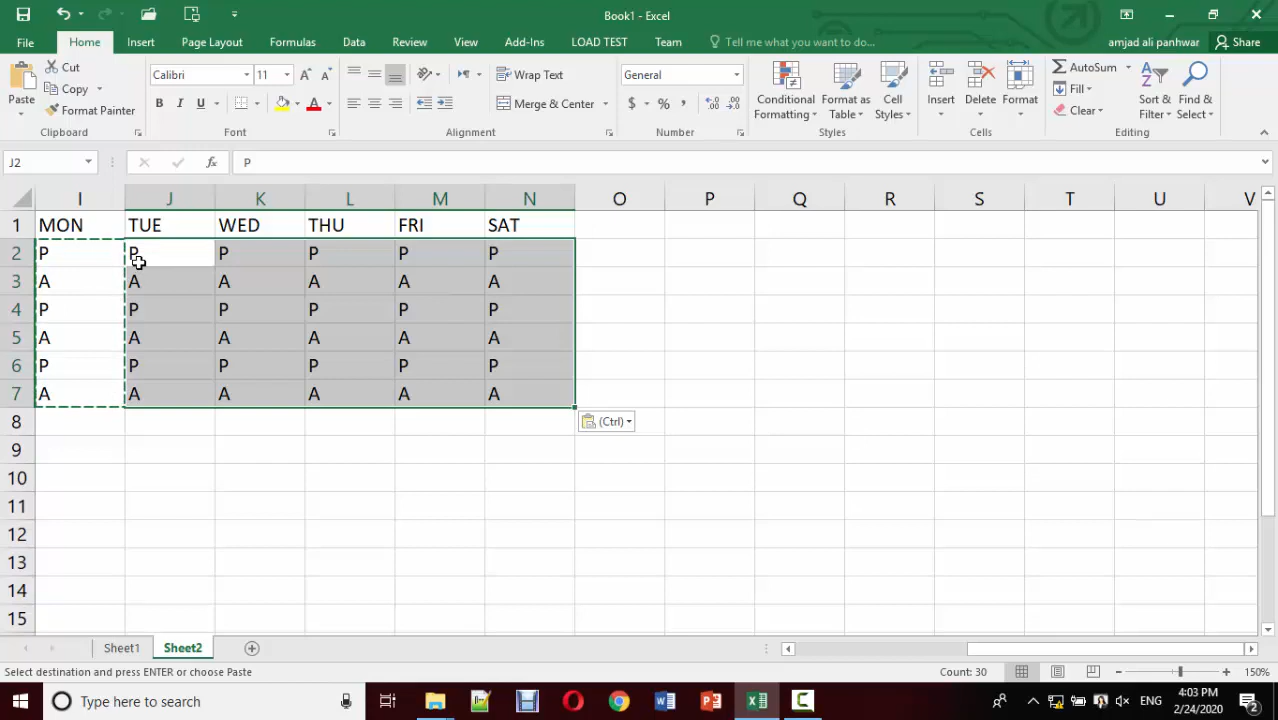 Book1 - Excel
File Home Insert Page Layout Formulas Data Review View Add-Ins LOAD TEST Team Tell me what you want to do... amjad ali panhwar Share
Cut
Copy
Format Painter
Paste
Clipboard
Calibri 11
B I U
Font
Wrap Text
Merge & Center
Alignment
General
$ % ,
Number
Conditional Formatting
Format as Table
Cell Styles
Styles
Insert
Delete
Format
Cells
AutoSum
Fill
Clear
Sort & Filter
Find & Select
Editing
J2 fx P
I J K L M N O P Q R S T U V
1 MON TUE WED THU FRI SAT
2 P P P P P P
3 A A A A A A
4 P P P P P P
5 A A A A A A
6 P P P P P P
7 A A A A A A
8 (Ctrl)
9
10
11
12
13
14
15
Sheet1 Sheet2
Select destination and press ENTER or choose Paste Count: 30 150%
Type here to search ENG 4:03 PM
2/24/2020 2